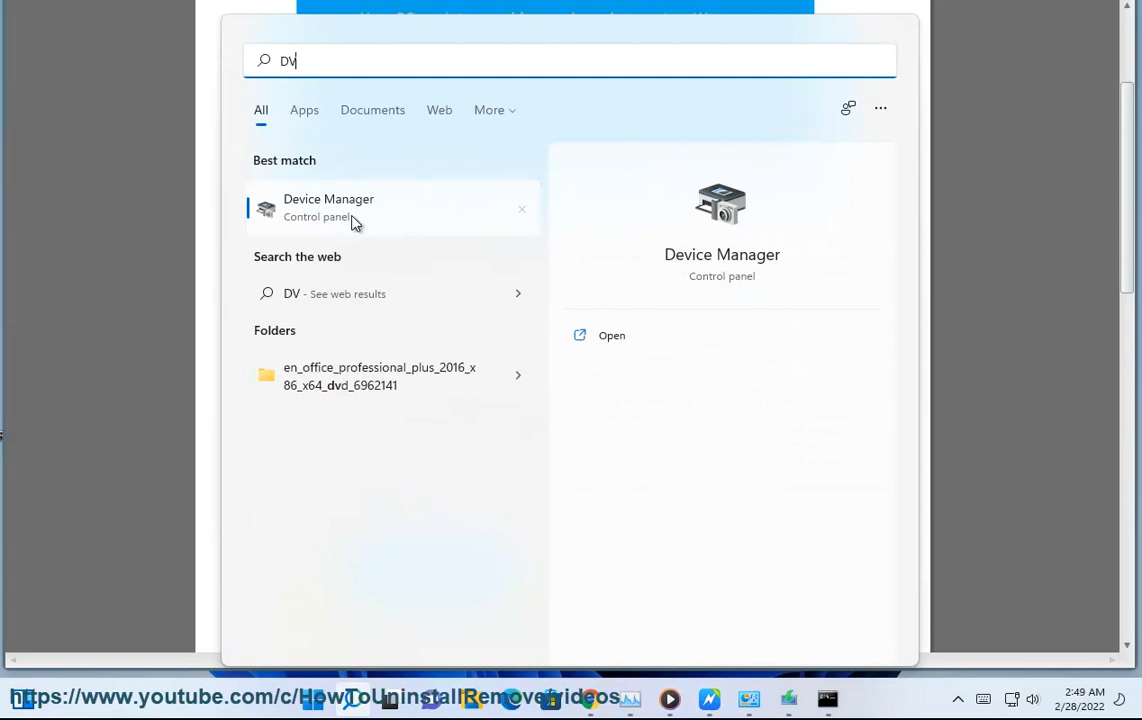 DV
All Apps Documents Web More
Best match
Device Manager
Control panel
Search the web
DV - See web results
Folders
en_office_professional_plus_2016_x
86_x64_dvd_6962141
Device Manager
Control panel
Open
https://www.youtube.com/c/HowToUninstallRemovevideos
2:49 AM
2/28/2022